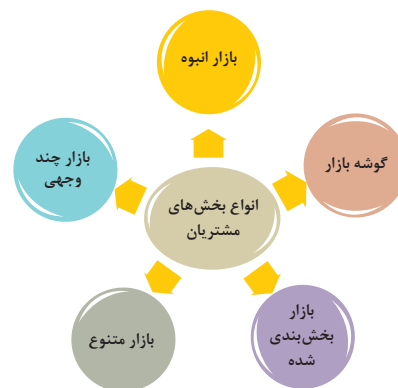 بازار انبوه
گوشه بازار
بازار چند
وجهی
انواع بخش‌های
مشتریان
بازار
بخش‌بندی
شده
بازار متنوع